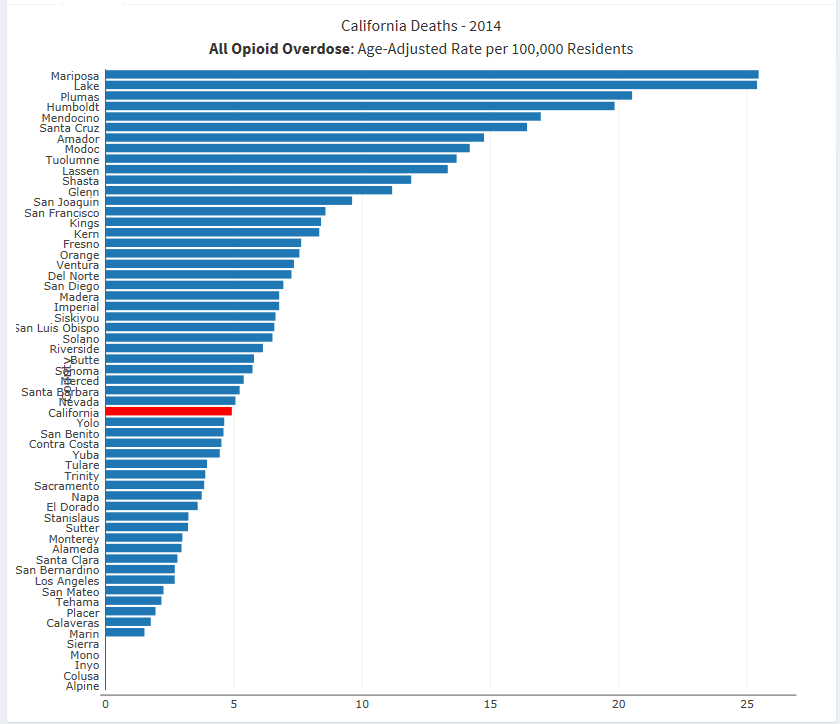 California Deaths - 2014
All Opioid Overdose: Age-Adjusted Rate per 100,000 Residents
Mariposa
Lake
Plumas
Humboldt
Mendocino
Santa Cruz
Amador
Modoc
Tuolumne
Lassen
Shasta
Glenn
San Joaquin
San Francisco
Kings
Kern
Fresno
Orange
Ventura
Del Norte
San Diego
Madera
Imperial
Siskiyou
San Luis Obispo
Solano
Riverside
Butte
Sonoma
Merced
Santa Barbara
Nevada
California
Yolo
San Benito
Contra Costa
Yuba
Tulare
Trinity
Sacramento
Napa
El Dorado
Stanislaus
Sutter
Monterey
Alameda
Santa Clara
San Bernardino
Los Angeles
San Mateo
Tehama
Placer
Calaveras
Marin
Sierra
Mono
Inyo
Colusa
Alpine
County
0 5 10 15 20 25